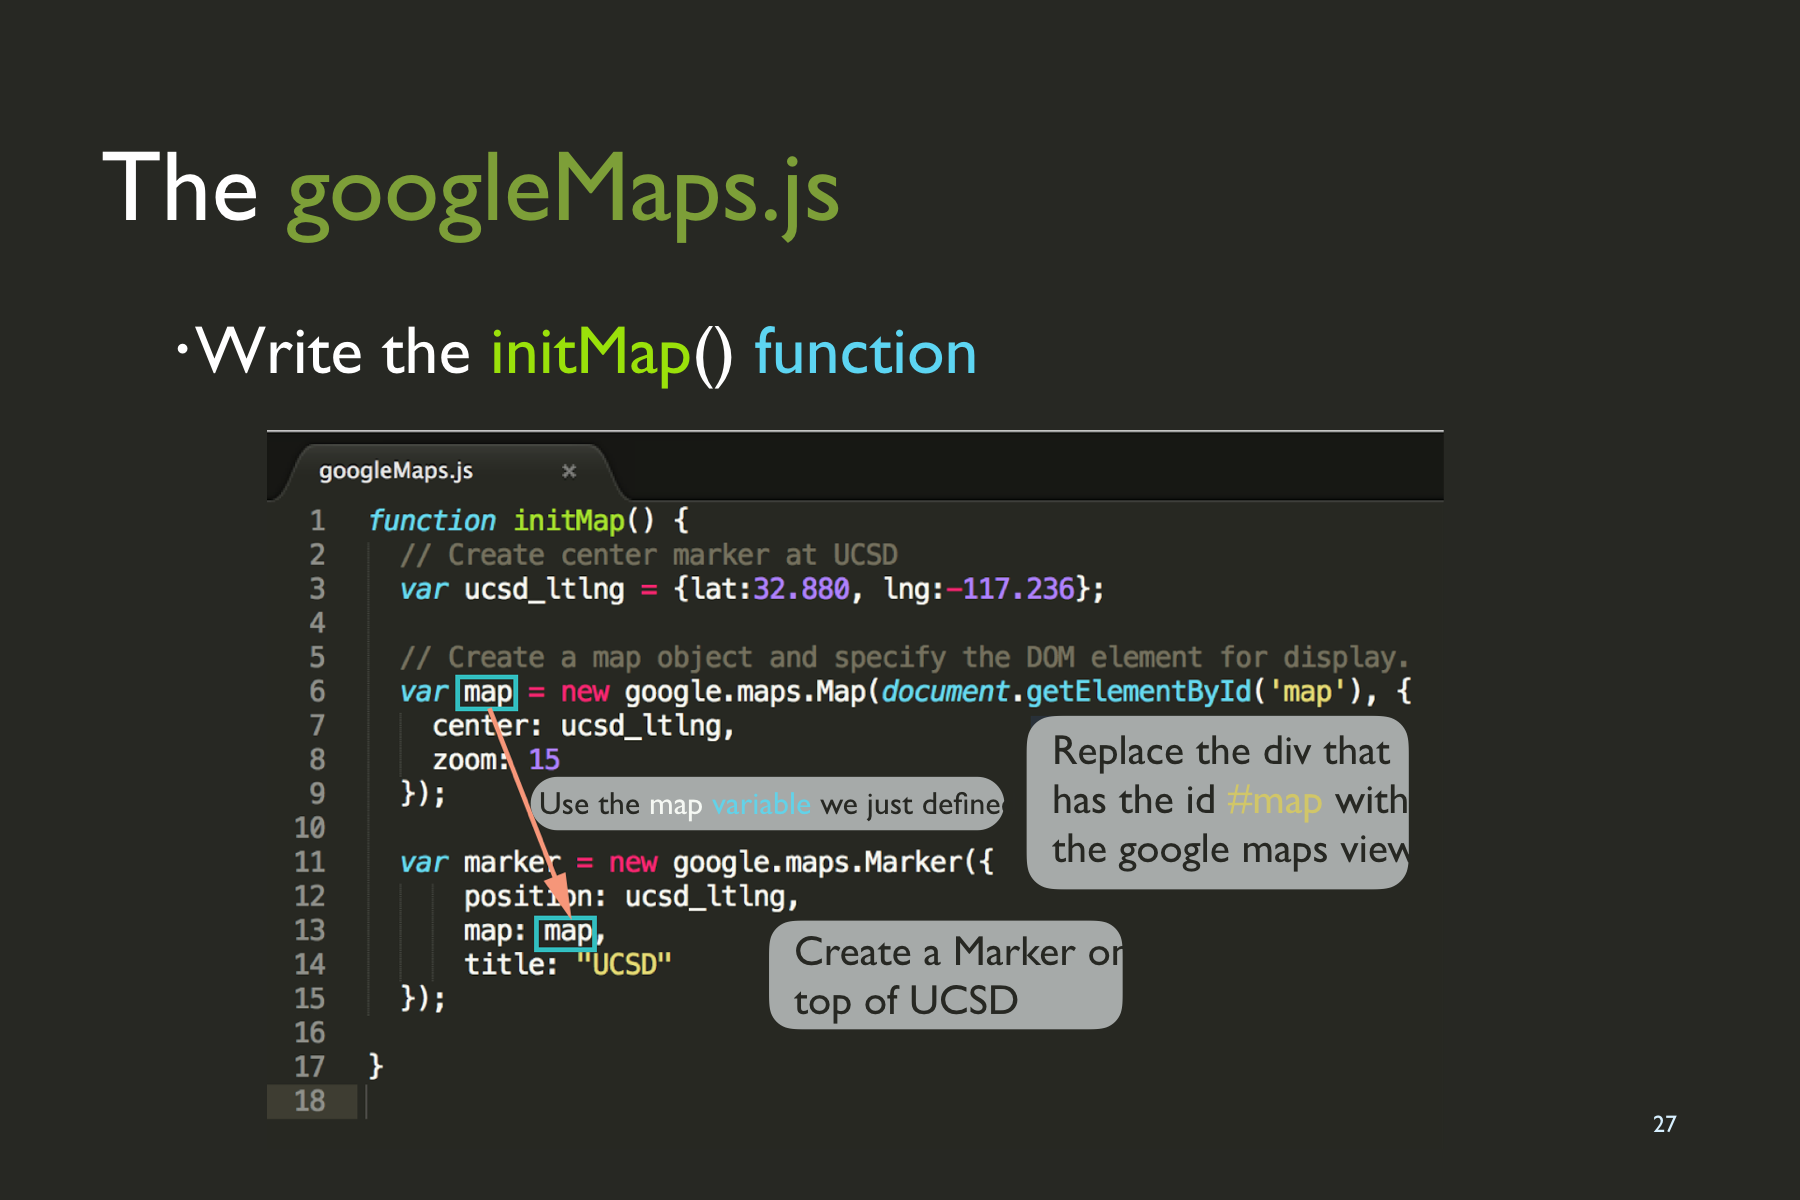 The googleMaps.js
·Write the initMap() function
googleMaps.js ×
1 function initMap() {
2 // Create center marker at UCSD
3 var ucsd_ltlng = {lat:32.880, lng:-117.236};
4
5 // Create a map object and specify the DOM element for display.
6 var map = new google.maps.Map(document.getElementById('map'), {
7 center: ucsd_ltlng,
8 zoom: 15
9 });
10
11 var marker = new google.maps.Marker({
12 position: ucsd_ltlng,
13 map: map,
14 title: "UCSD"
15 });
16
17 }
18
Use the map variable we just define
Replace the div that
has the id #map with
the google maps view
Create a Marker on
top of UCSD
27